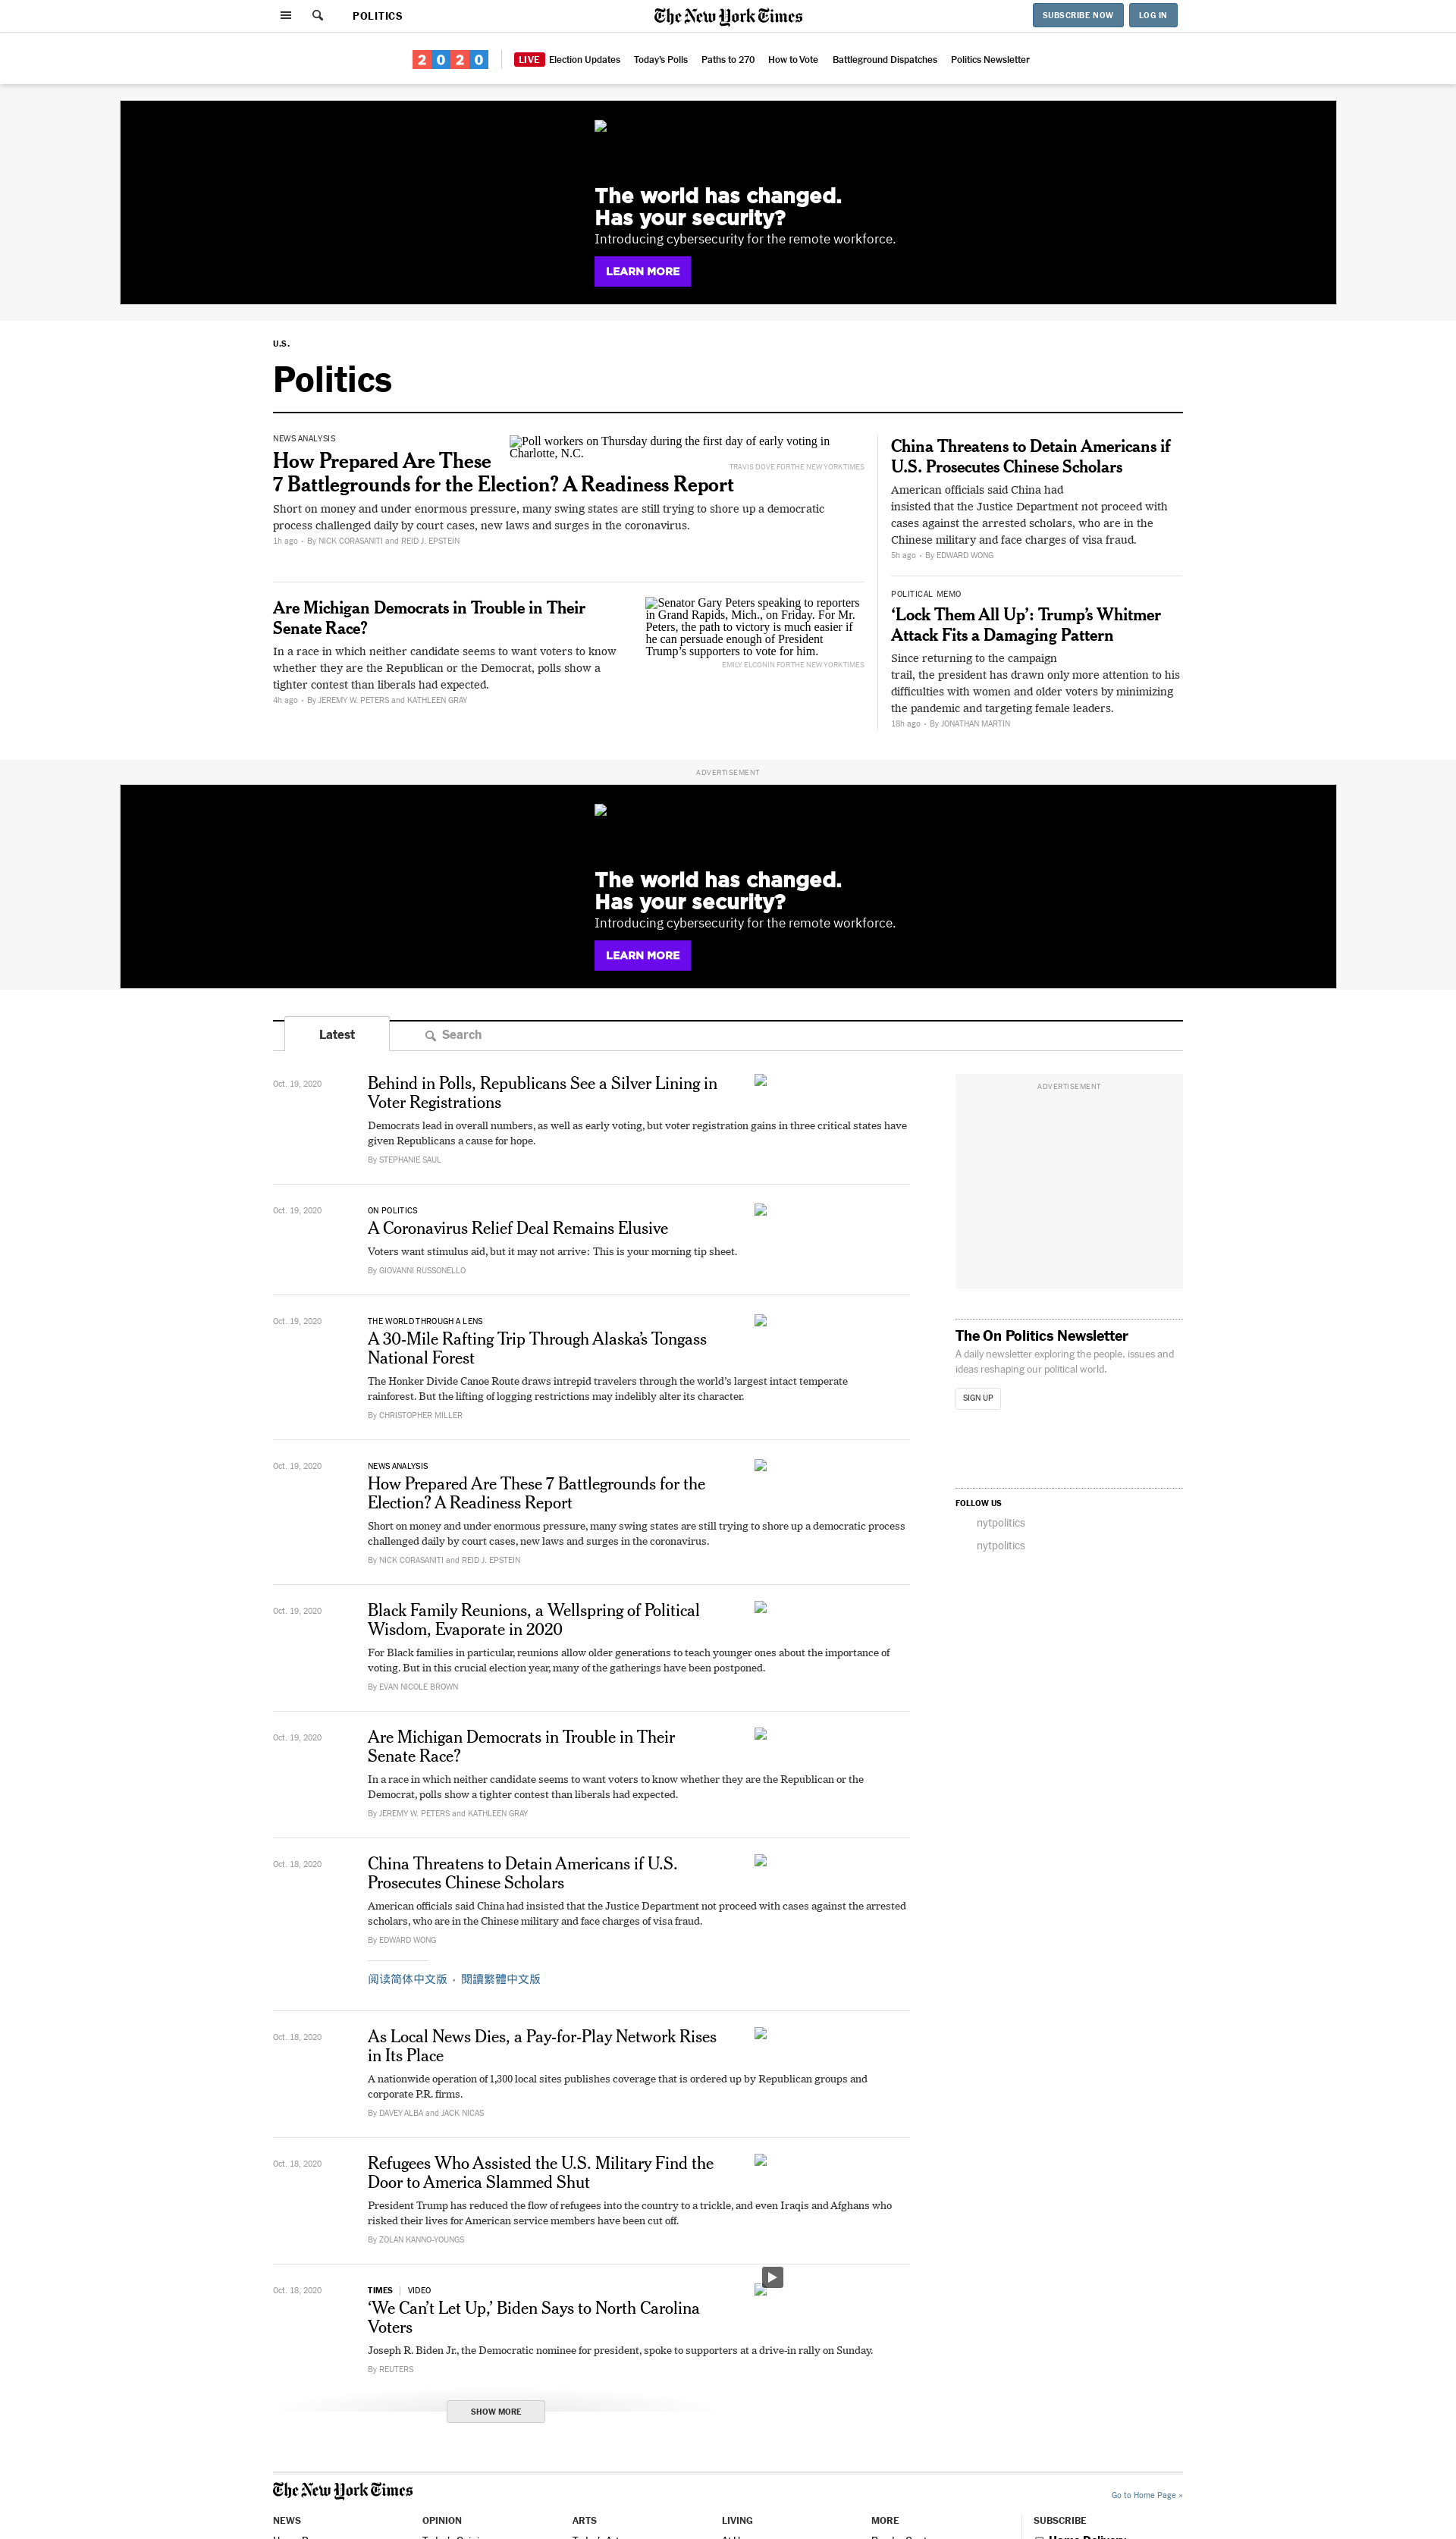 POLITICS
The New York Times
SUBSCRIBE NOW
LOG IN
2020
LIVE Election Updates Today's Polls Paths to 270 How to Vote Battleground Dispatches Politics Newsletter
The world has changed.
Has your security?
Introducing cybersecurity for the remote workforce.
LEARN MORE
U.S.
Politics
NEWS ANALYSIS
Poll workers on Thursday during the first day of early voting in
Charlotte, N.C.
TRAVIS DOVE FOR THE NEW YORK TIMES
How Prepared Are These
7 Battlegrounds for the Election? A Readiness Report
Short on money and under enormous pressure, many swing states are still trying to shore up a democratic
process challenged daily by court cases, new laws and surges in the coronavirus.
1h ago • By NICK CORASANITI and REID J. EPSTEIN
Are Michigan Democrats in Trouble in Their
Senate Race?
In a race in which neither candidate seems to want voters to know
whether they are the Republican or the Democrat, polls show a
tighter contest than liberals had expected.
4h ago • By JEREMY W. PETERS and KATHLEEN GRAY
Senator Gary Peters speaking to reporters
in Grand Rapids, Mich., on Friday. For Mr.
Peters, the path to victory is much easier if
he can persuade enough of President
Trump’s supporters to vote for him.
EMILY ELCONIN FOR THE NEW YORK TIMES
China Threatens to Detain Americans if
U.S. Prosecutes Chinese Scholars
American officials said China had
insisted that the Justice Department not proceed with
cases against the arrested scholars, who are in the
Chinese military and face charges of visa fraud.
5h ago • By EDWARD WONG
POLITICAL MEMO
‘Lock Them All Up’: Trump’s Whitmer
Attack Fits a Damaging Pattern
Since returning to the campaign
trail, the president has drawn only more attention to his
difficulties with women and older voters by minimizing
the pandemic and targeting female leaders.
18h ago • By JONATHAN MARTIN
ADVERTISEMENT
The world has changed.
Has your security?
Introducing cybersecurity for the remote workforce.
LEARN MORE
Latest
Search
Oct. 19, 2020
Behind in Polls, Republicans See a Silver Lining in
Voter Registrations
Democrats lead in overall numbers, as well as early voting, but voter registration gains in three critical states have
given Republicans a cause for hope.
By STEPHANIE SAUL
Oct. 19, 2020
ON POLITICS
A Coronavirus Relief Deal Remains Elusive
Voters want stimulus aid, but it may not arrive: This is your morning tip sheet.
By GIOVANNI RUSSONELLO
Oct. 19, 2020
THE WORLD THROUGH A LENS
A 30-Mile Rafting Trip Through Alaska’s Tongass
National Forest
The Honker Divide Canoe Route draws intrepid travelers through the world’s largest intact temperate
rainforest. But the lifting of logging restrictions may indelibly alter its character.
By CHRISTOPHER MILLER
Oct. 19, 2020
NEWS ANALYSIS
How Prepared Are These 7 Battlegrounds for the
Election? A Readiness Report
Short on money and under enormous pressure, many swing states are still trying to shore up a democratic process
challenged daily by court cases, new laws and surges in the coronavirus.
By NICK CORASANITI and REID J. EPSTEIN
Oct. 19, 2020
Black Family Reunions, a Wellspring of Political
Wisdom, Evaporate in 2020
For Black families in particular, reunions allow older generations to teach younger ones about the importance of
voting. But in this crucial election year, many of the gatherings have been postponed.
By EVAN NICOLE BROWN
Oct. 19, 2020
Are Michigan Democrats in Trouble in Their
Senate Race?
In a race in which neither candidate seems to want voters to know whether they are the Republican or the
Democrat, polls show a tighter contest than liberals had expected.
By JEREMY W. PETERS and KATHLEEN GRAY
Oct. 18, 2020
China Threatens to Detain Americans if U.S.
Prosecutes Chinese Scholars
American officials said China had insisted that the Justice Department not proceed with cases against the arrested
scholars, who are in the Chinese military and face charges of visa fraud.
By EDWARD WONG
阅读简体中文版 • 閱讀繁體中文版
Oct. 18, 2020
As Local News Dies, a Pay-for-Play Network Rises
in Its Place
A nationwide operation of 1,300 local sites publishes coverage that is ordered up by Republican groups and
corporate P.R. firms.
By DAVEY ALBA and JACK NICAS
Oct. 18, 2020
Refugees Who Assisted the U.S. Military Find the
Door to America Slammed Shut
President Trump has reduced the flow of refugees into the country to a trickle, and even Iraqis and Afghans who
risked their lives for American service members have been cut off.
By ZOLAN KANNO-YOUNGS
Oct. 18, 2020
TIMES | VIDEO
‘We Can’t Let Up,’ Biden Says to North Carolina
Voters
Joseph R. Biden Jr., the Democratic nominee for president, spoke to supporters at a drive-in rally on Sunday.
By REUTERS
SHOW MORE
ADVERTISEMENT
The On Politics Newsletter
A daily newsletter exploring the people, issues and
ideas reshaping our political world.
SIGN UP
FOLLOW US
nytpolitics
nytpolitics
The New York Times
Go to Home Page »
NEWS
OPINION
ARTS
LIVING
MORE
SUBSCRIBE